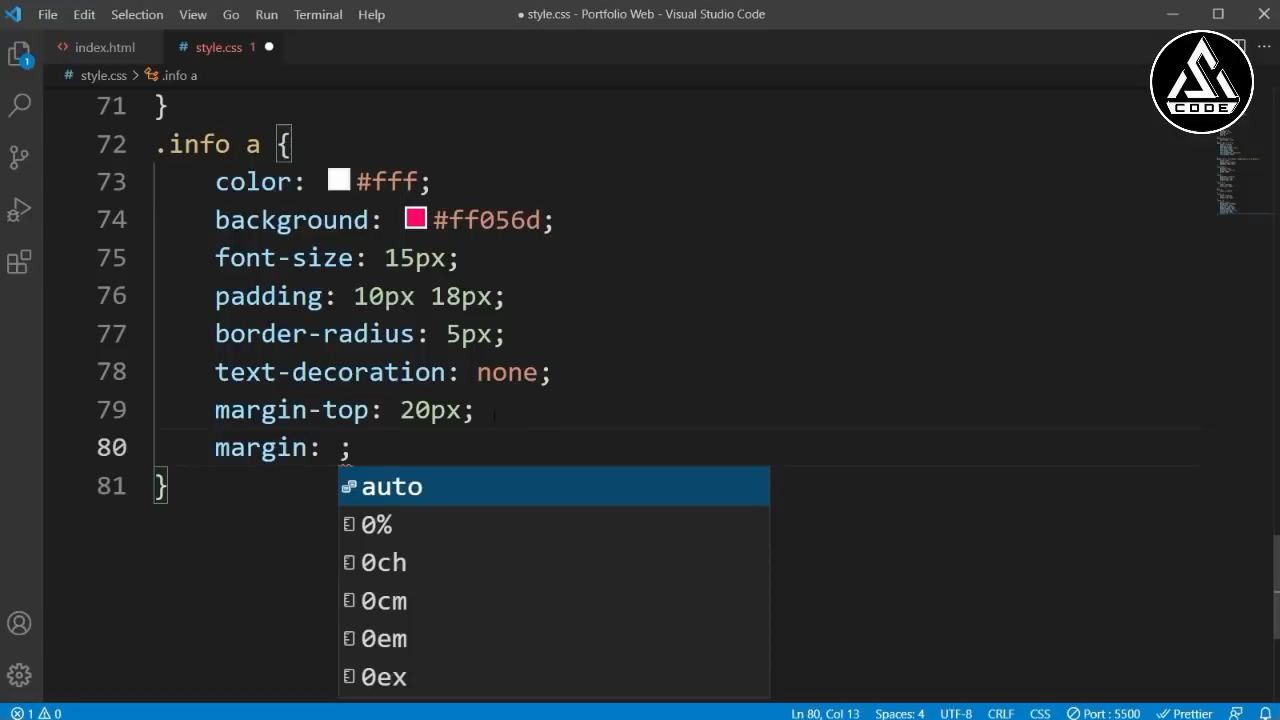 File Edit Selection View Go Run Terminal Help ● style.css - Portfolio Web - Visual Studio Code
<> index.html # style.css 1 ●
# style.css > .info a
CODE
71 }
72 .info a {
73 color: #fff;
74 background: #ff056d;
75 font-size: 15px;
76 padding: 10px 18px;
77 border-radius: 5px;
78 text-decoration: none;
79 margin-top: 20px;
80 margin: ;
81 }
auto
0%
0ch
0cm
0em
0ex
1
1 0 Ln 80, Col 13 Spaces: 4 UTF-8 CRLF CSS Port : 5500 Prettier